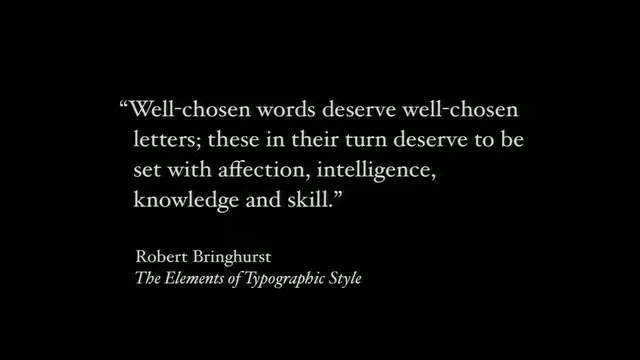 “Well-chosen words deserve well-chosen
letters; these in their turn deserve to be
set with affection, intelligence,
knowledge and skill.”
Robert Bringhurst
The Elements of Typographic Style